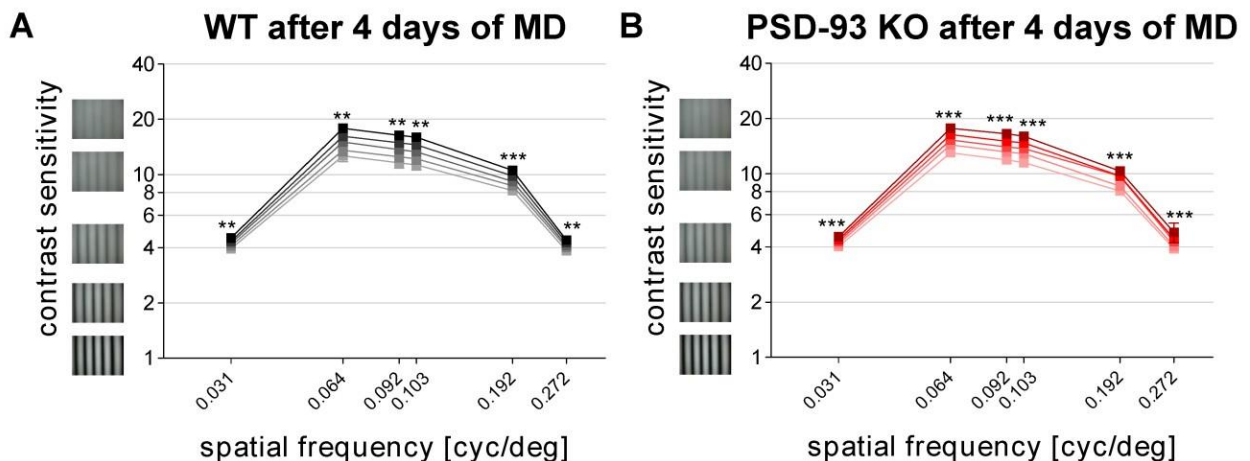 A WT after 4 days of MD
contrast sensitivity
40
20
10
8
6
4
2
1
** ** ** *** **
**
0.031 0.064 0.092 0.103 0.192 0.272
spatial frequency [cyc/deg]
B PSD-93 KO after 4 days of MD
contrast sensitivity
40
20
10
8
6
4
2
1
*** *** *** *** *** ***
0.031 0.064 0.092 0.103 0.192 0.272
spatial frequency [cyc/deg]